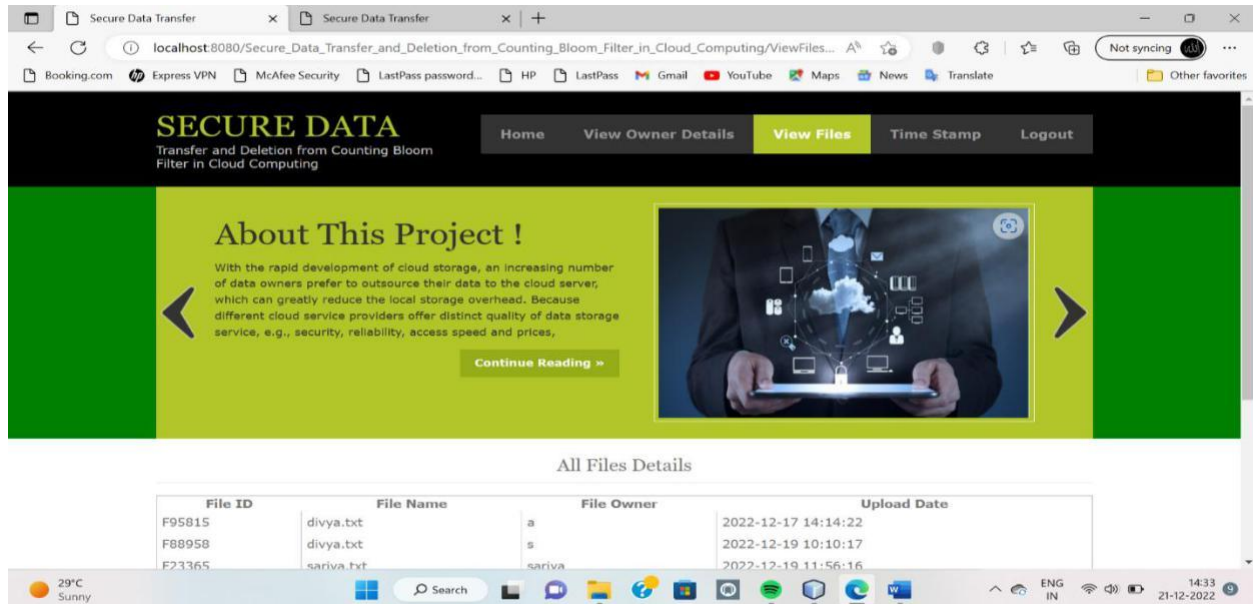 Secure Data Transfer
Secure Data Transfer
localhost:8080/Secure_Data_Transfer_and_Deletion_from_Counting_Bloom_Filter_in_Cloud_Computing/ViewFiles...
Not syncing
Booking.com Express VPN McAfee Security LastPass password... HP LastPass Gmail YouTube Maps News Translate Other favorites
SECURE DATA
Transfer and Deletion from Counting Bloom
Filter in Cloud Computing
Home View Owner Details View Files Time Stamp Logout
About This Project !
With the rapid development of cloud storage, an increasing number
of data owners prefer to outsource their data to the cloud server,
which can greatly reduce the local storage overhead. Because
different cloud service providers offer distinct quality of data storage
service, e.g., security, reliability, access speed and prices,
Continue Reading »
All Files Details
File ID File Name File Owner Upload Date
F95815 divya.txt a 2022-12-17 14:14:22
F88958 divya.txt s 2022-12-19 10:10:17
F23365 sariya.txt sariya 2022-12-19 11:56:16
29°C
Sunny
Search
ENG
IN
14:33
21-12-2022
9